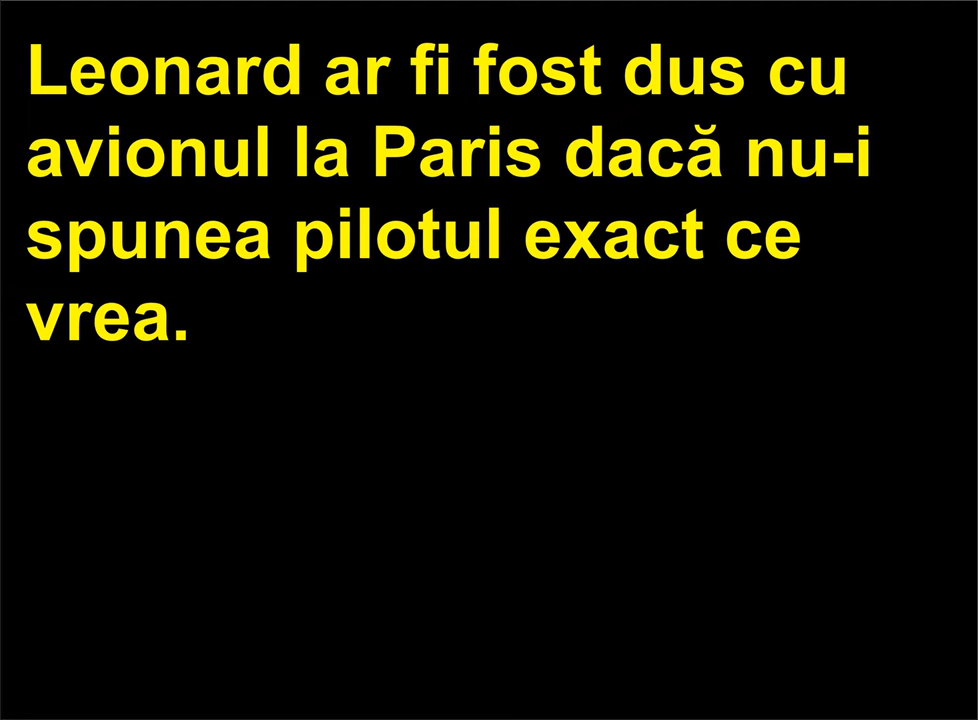 Leonard ar fi fost dus cu
avionul la Paris dacă nu-i
spunea pilotul exact ce
vrea.